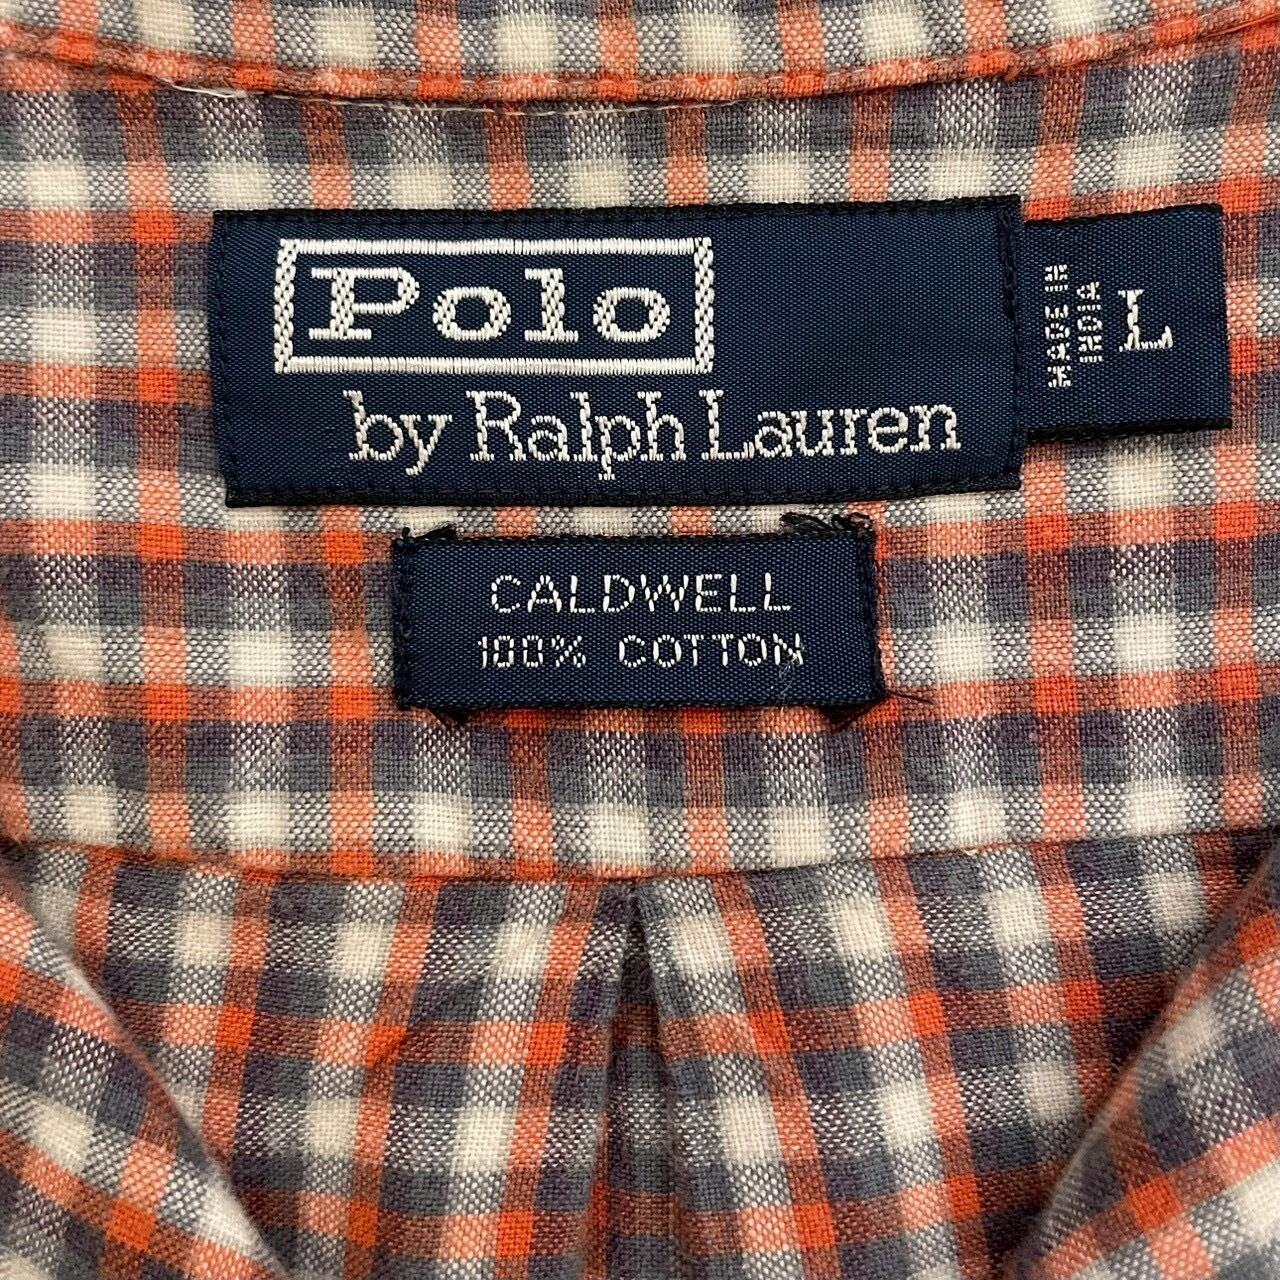 Polo
by Ralph Lauren
MADE IN
INDIA
L
CALDWELL
100% COTTON